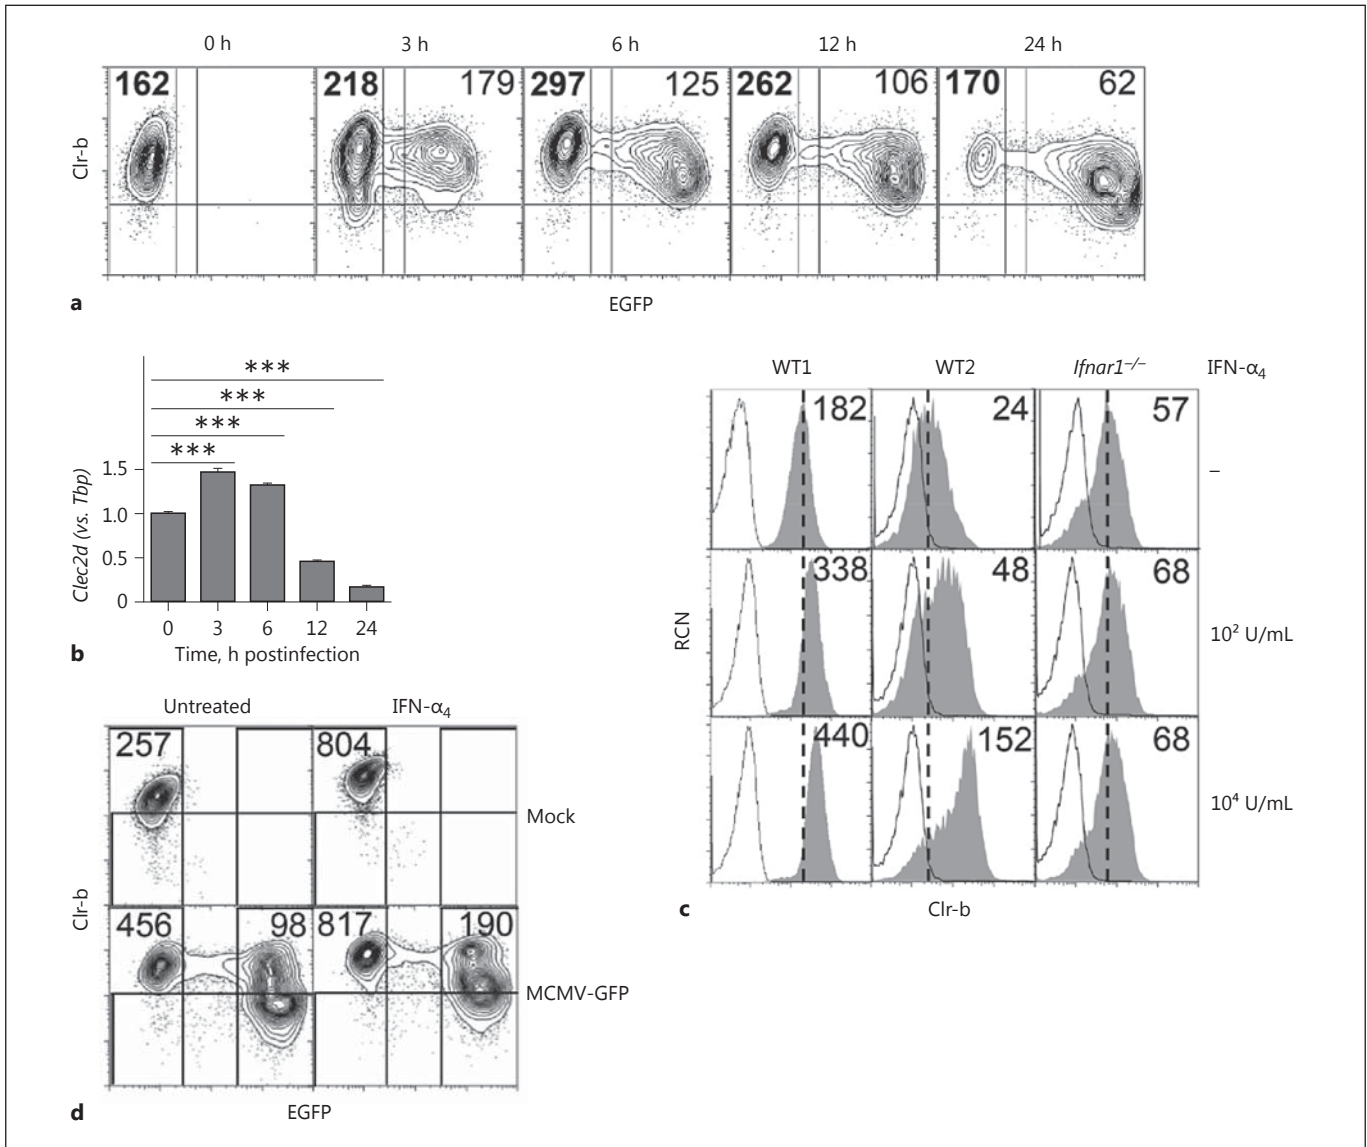 0 h 3 h 6 h 12 h 24 h
162 218 179 297 125 262 106 170 62
Clr-b
EGFP
a
***
***
***
***
1.5
1.0
0.5
0
Clec2d (vs. Tbp)
0 3 6 12 24
Time, h postinfection
b
WT1 WT2 Ifnar1–/– IFN-α4
182 24 57 –
338 48 68 10² U/mL
440 152 68 10⁴ U/mL
RCN
Clr-b
c
Untreated IFN-α4
257 804
Mock
456 98 817 190
MCMV-GFP
Clr-b
EGFP
d